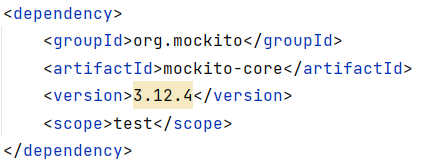 <dependency>
    <groupId>org.mockito</groupId>
    <artifactId>mockito-core</artifactId>
    <version>3.12.4</version>
    <scope>test</scope>
</dependency>